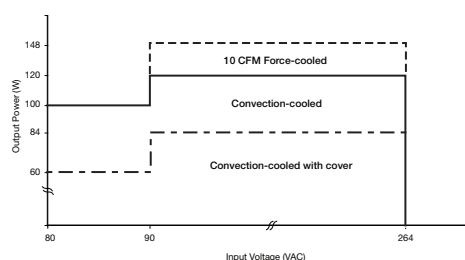 148
10 CFM Force-cooled
120
Convection-cooled
100
84
Convection-cooled with cover
60
Output Power (W)
80
90
264
Input Voltage (VAC)